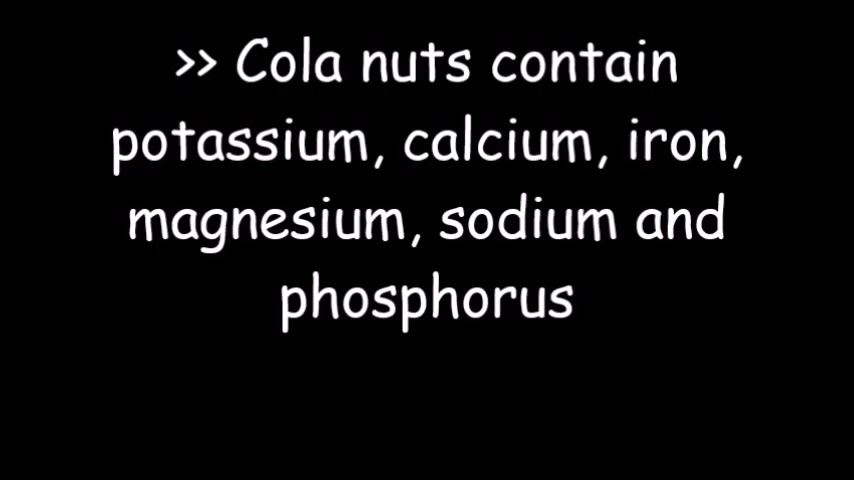 >> Cola nuts contain
potassium, calcium, iron,
magnesium, sodium and
phosphorus